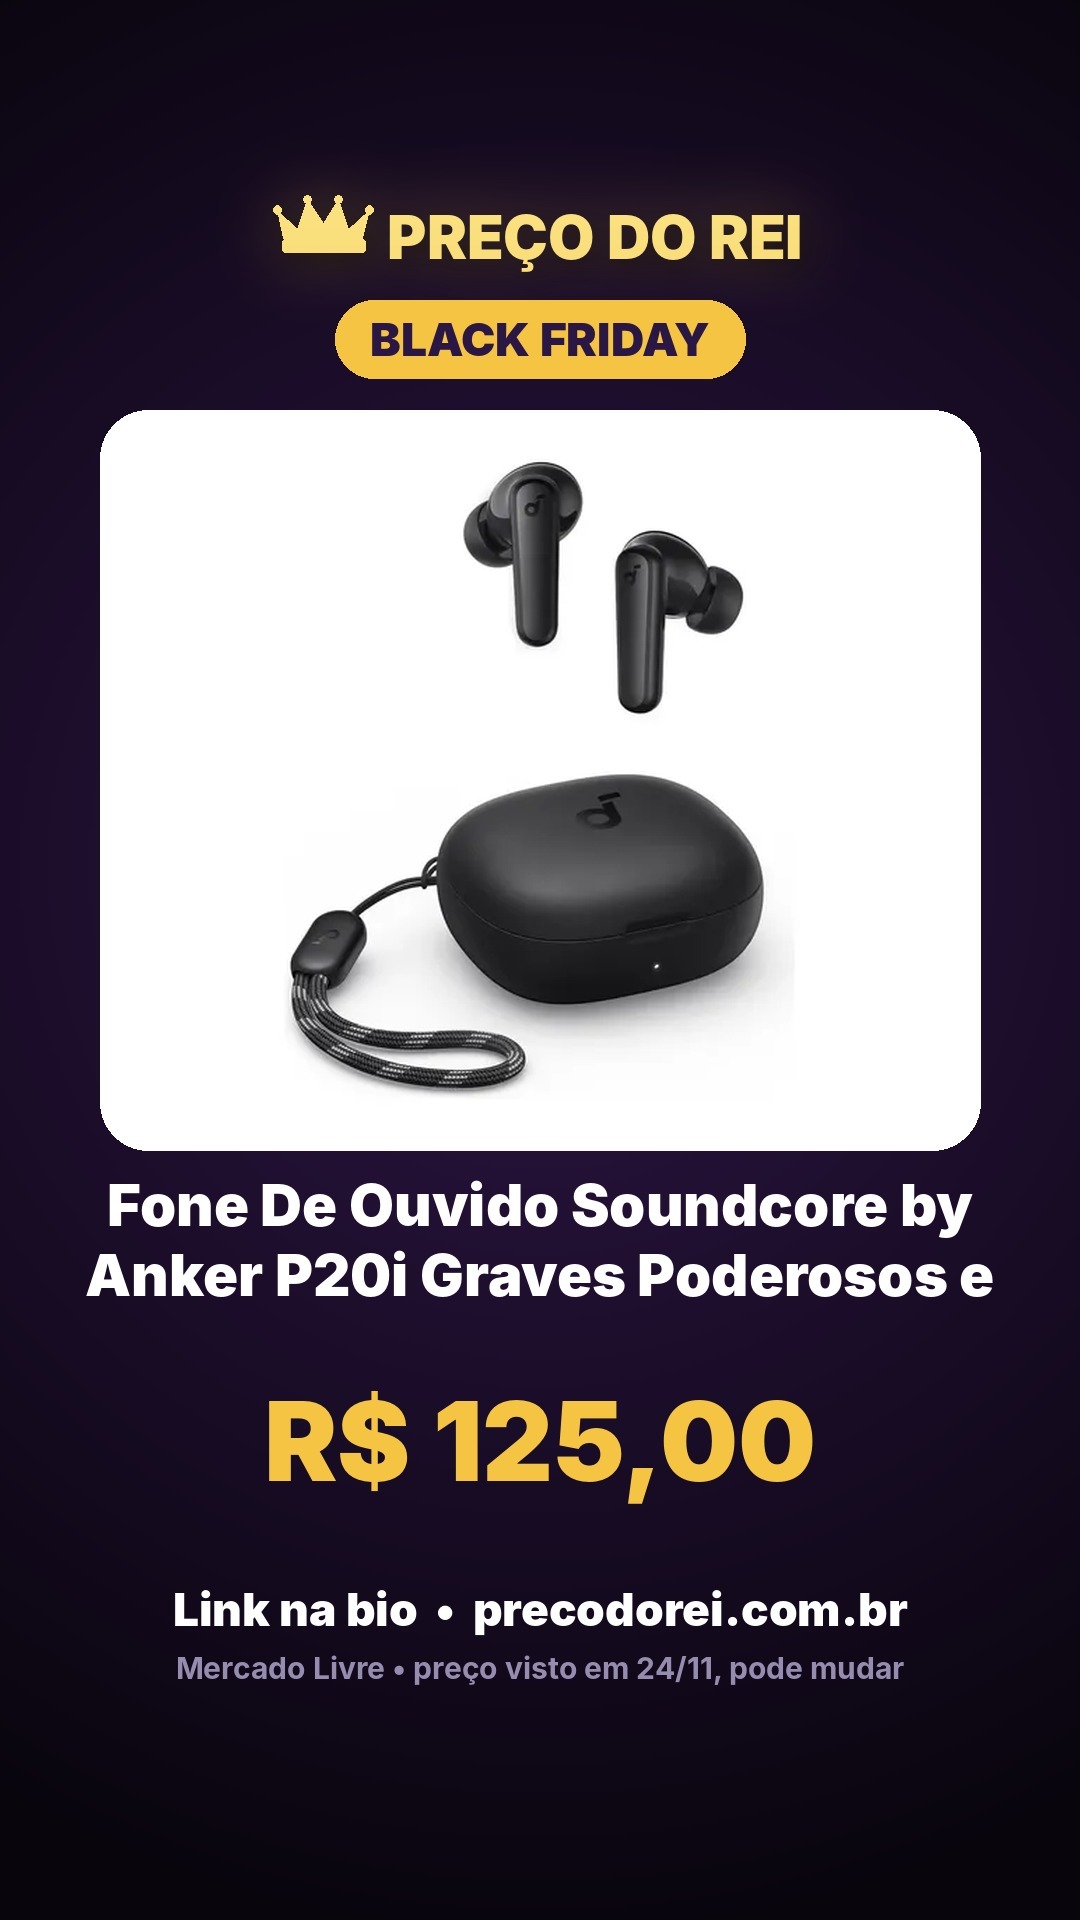 PREÇO DO REI
BLACK FRIDAY
Fone De Ouvido Soundcore by
Anker P20i Graves Poderosos e
R$ 125,00
Link na bio • precodorei.com.br
Mercado Livre • preço visto em 24/11, pode mudar